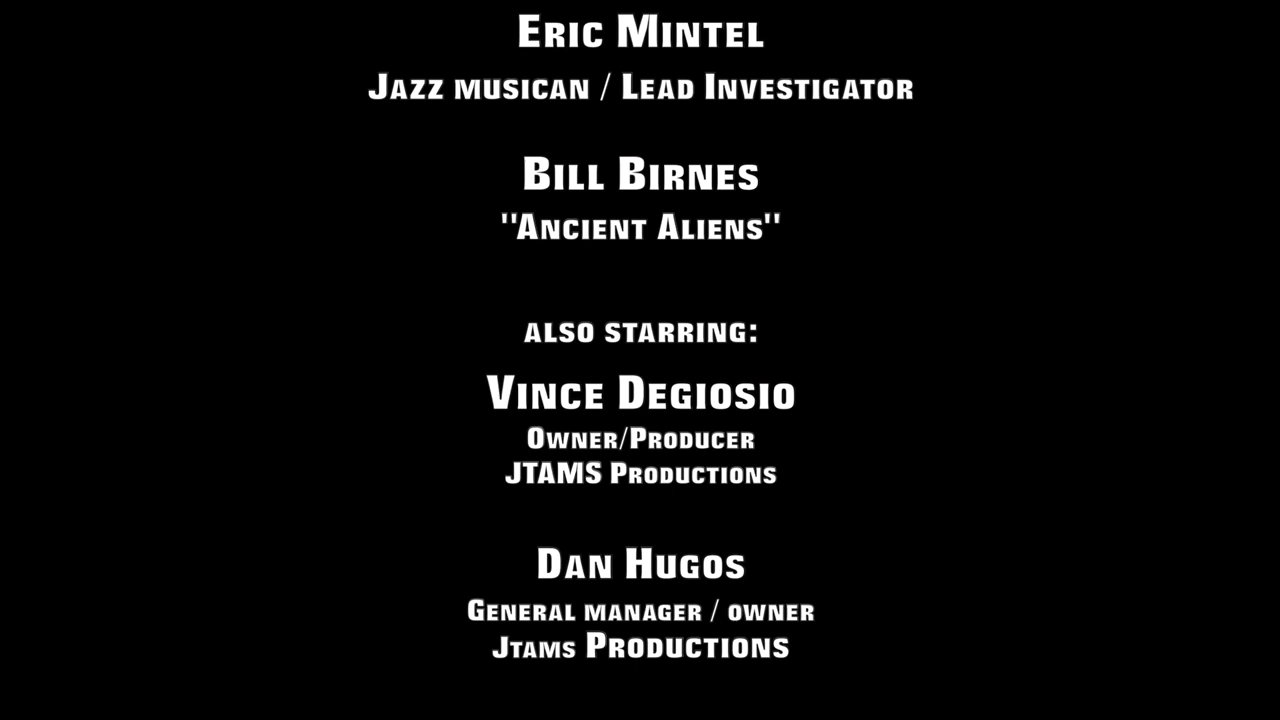 Eric Mintel
Jazz musican / Lead Investigator
Bill Birnes
"Ancient Aliens"
also starring:
Vince Degiosio
Owner/Producer
JTAMS Productions
Dan Hugos
General manager / owner
Jtams Productions